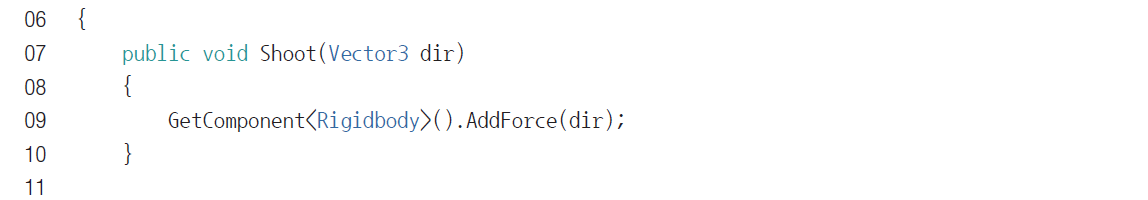 06 {
07     public void Shoot(Vector3 dir)
08     {
09         GetComponent<Rigidbody>().AddForce(dir);
10     }
11